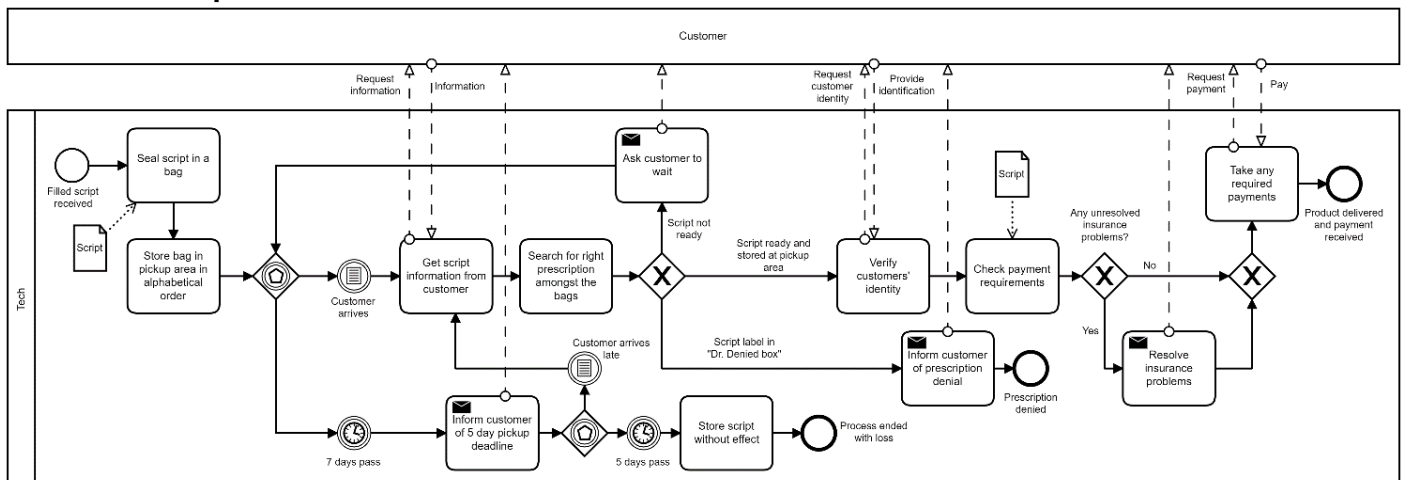 Customer
Request
information
Information
Request
customer
identity
Provide
identification
Request
payment
Pay
Tech
Filled script
received
Seal script in a
bag
Script
Store bag in
pickup area in
alphabetical
order
Customer
arrives
Get script
information from
customer
Search for right
prescription
amongst the
bags
Ask customer to
wait
Script not
ready
Script ready and
stored at pickup
area
Verify
customers'
identity
Script
Check payment
requirements
Any unresolved
insurance
problems?
No
Yes
Take any
required
payments
Product delivered
and payment
received
Script label in
"Dr. Denied box"
Inform customer
of prescription
denial
Prescription
denied
Resolve
insurance
problems
Customer arrives
late
7 days pass
Inform customer
of 5 day pickup
deadline
5 days pass
Store script
without effect
Process ended
with loss